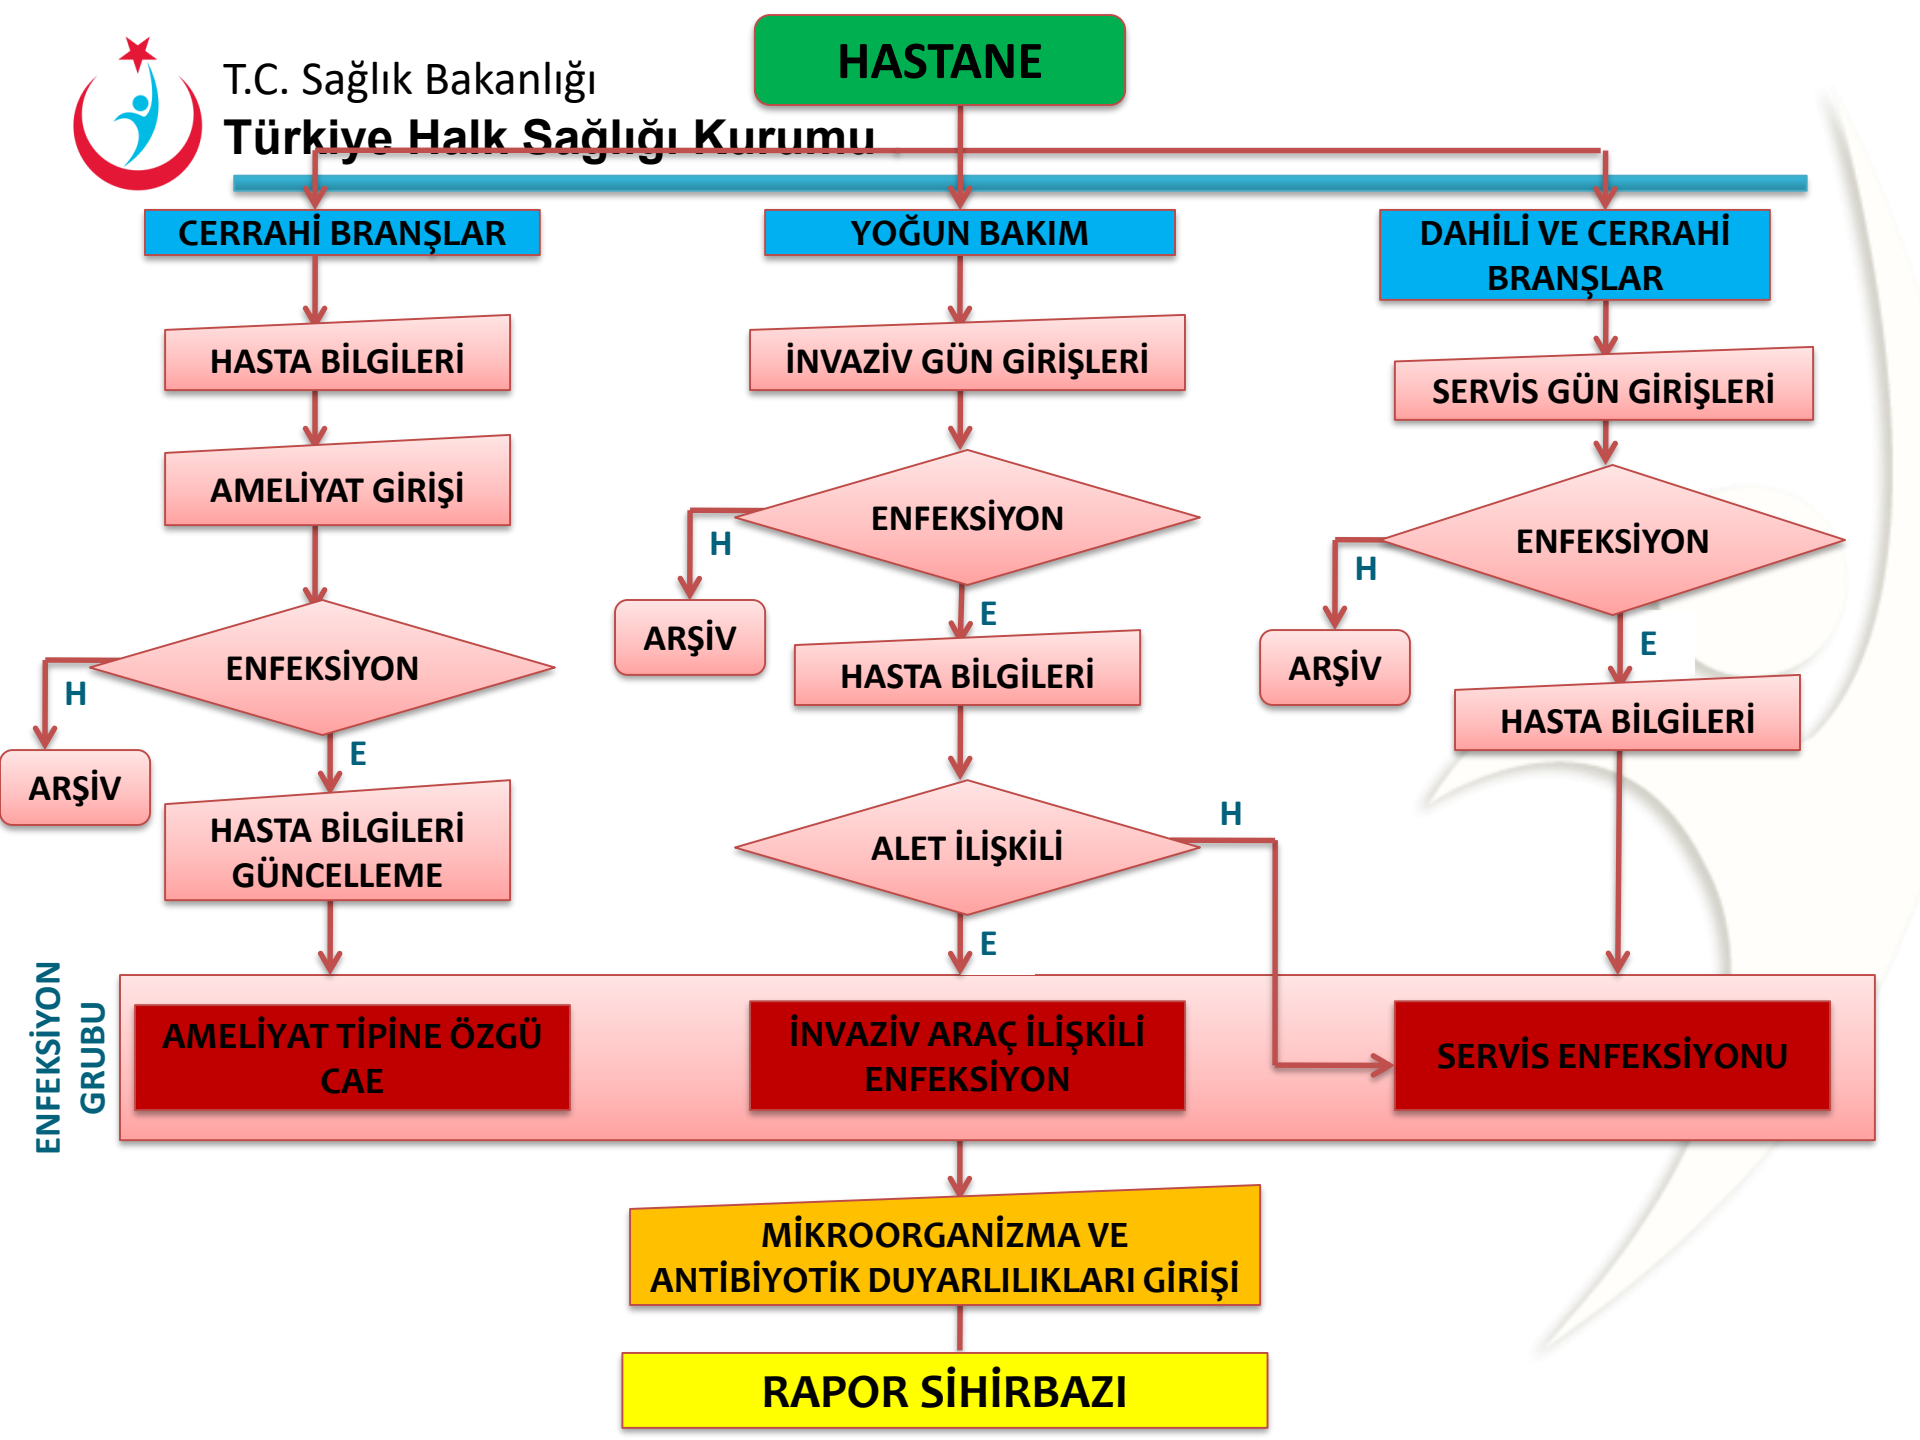 HASTANE
T.C. Sağlık Bakanlığı
Türkiye Halk Sağlığı Kurumu
CERRAHİ BRANŞLAR
HASTA BİLGİLERİ
AMELİYAT GİRİŞİ
ENFEKSİYON
H
ARŞİV
E
HASTA BİLGİLERİ
GÜNCELLEME
YOĞUN BAKIM
İNVAZİV GÜN GİRİŞLERİ
ENFEKSİYON
H
ARŞİV
E
HASTA BİLGİLERİ
ALET İLİŞKİLİ
H
E
DAHİLİ VE CERRAHİ
BRANŞLAR
SERVİS GÜN GİRİŞLERİ
ENFEKSİYON
H
ARŞİV
E
HASTA BİLGİLERİ
ENFEKSİYON
GRUBU
AMELİYAT TİPİNE ÖZGÜ
CAE
İNVAZİV ARAÇ İLİŞKİLİ
ENFEKSİYON
SERVİS ENFEKSİYONU
MİKROORGANİZMA VE
ANTİBİYOTİK DUYARLILIKLARI GİRİŞİ
RAPOR SİHİRBAZI